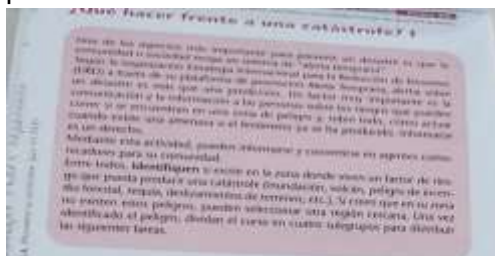 ¿Qué hacer frente a una catástrofe?
Uno de los aspectos más importante para prevenir un desastre es que la
comunidad o sociedad tenga un sistema de "alerta temprana".
Según la organización Estrategia Internacional para la Reducción de Desastres
(EIRD) a través de su plataforma de promoción Alerta Temprana, alerta sobre
un desastre es más que una predicción. Un factor muy importante es la
comunicación y la información a las personas sobre los riesgos que pueden
correr si se encuentran en una zona de peligro y, sobre todo, cómo actuar
cuando existe una amenaza o el fenómeno ya se ha producido. Informarse
es un derecho.
Mediante esta actividad, pueden informarse y convertirse en agentes comu-
nicadores para su comunidad.
Entre todos, identifiquen si existe en la zona donde viven un factor de ries-
go que pueda producir una catástrofe (inundación, volcán, peligro de incen-
dio forestal, sequía, deslizamientos de terreno, etc.). Si creen que en su zona
no existen estos peligros, pueden seleccionar otra región cercana. Una vez
identificado el peligro, dividan el curso en cuatro subgrupos para distribuir
las siguientes tareas.